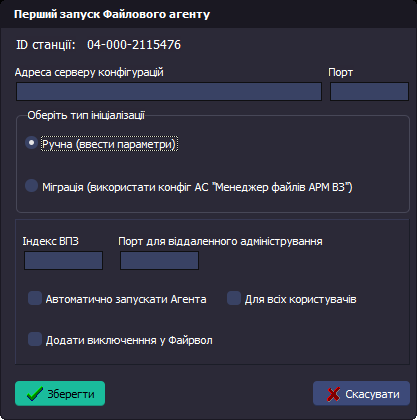 Перший запуск Файлового агенту
ID станції: 04-000-2115476
Адреса серверу конфігурацій Порт
Оберіть тип ініціалізації
Ручна (ввести параметри)
Міграція (використати конфіг АС "Менеджер файлів АРМ ВЗ")
Індекс ВПЗ Порт для віддаленного адміністрування
Автоматично запускати Агента Для всіх користувачів
Додати виключенння у Файрвол
Зберегти Скасувати